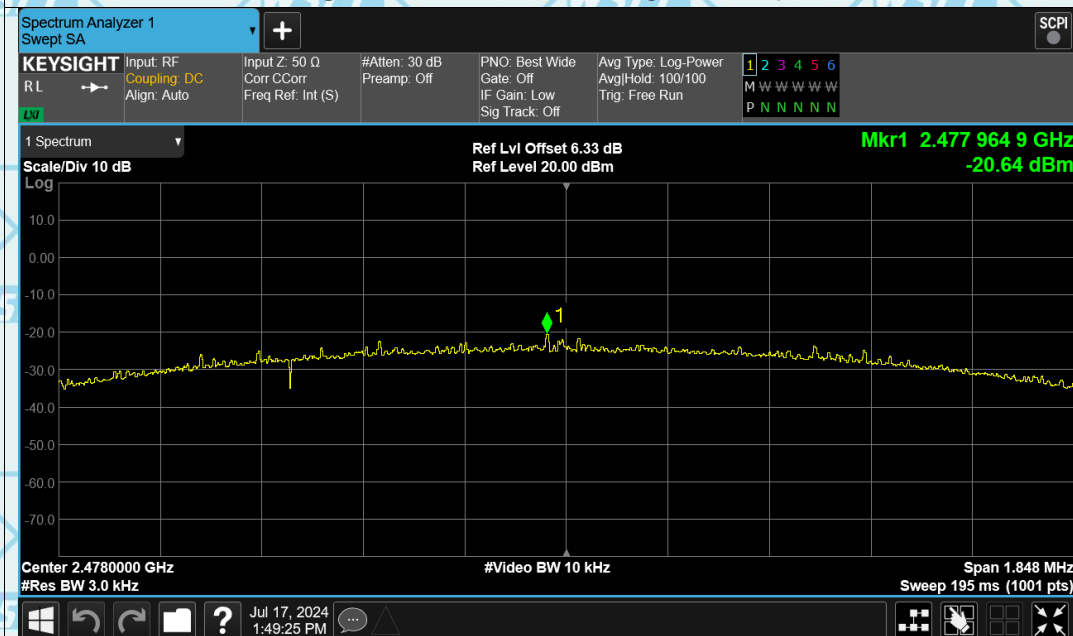 Spectrum Analyzer 1
Swept SA
+
SCPI
KEYSIGHT
R L
LXI
Input: RF
Coupling: DC
Align: Auto
Input Z: 50 Ω
Corr CCorr
Freq Ref: Int (S)
#Atten: 30 dB
Preamp: Off
PNO: Best Wide
Gate: Off
IF Gain: Low
Sig Track: Off
Avg Type: Log-Power
Avg|Hold: 100/100
Trig: Free Run
1 2 3 4 5 6
M W W W W W
P N N N N N
1 Spectrum
Scale/Div 10 dB
Ref Lvl Offset 6.33 dB
Ref Level 20.00 dBm
Mkr1 2.477 964 9 GHz
-20.64 dBm
Log
10.0
0.00
-10.0
1
-20.0
-30.0
-40.0
-50.0
-60.0
-70.0
Center 2.4780000 GHz
#Video BW 10 kHz
Span 1.848 MHz
#Res BW 3.0 kHz
Sweep 195 ms (1001 pts)
?
Jul 17, 2024
1:49:25 PM